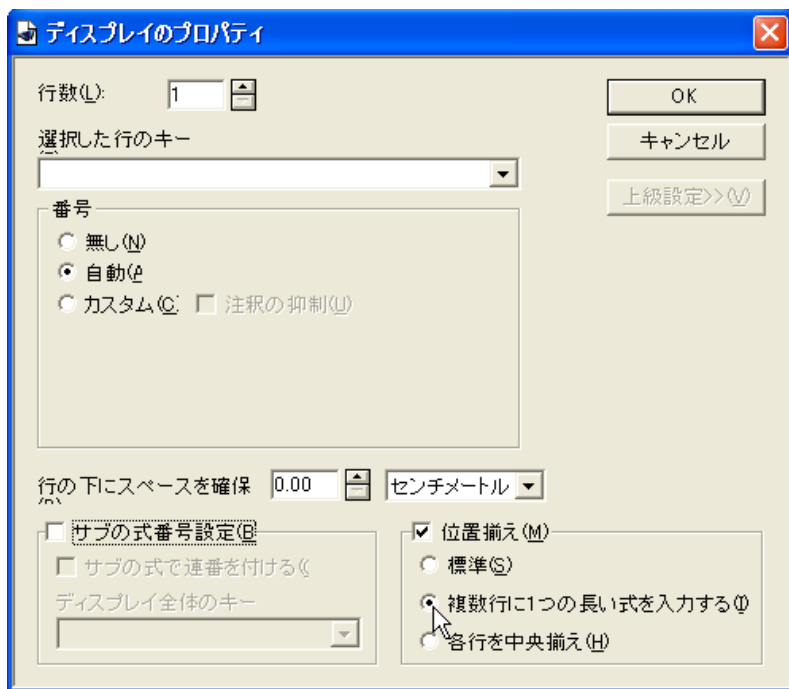 ディスプレイのプロパティ
行数(L): 1
OK
選択した行のキー
キャンセル
上級設定>>(V)
番号
無し(N)
自動(A
カスタム(C) 注釈の抑制(U)
行の下にスペースを確保 0.00 センチメートル
サブの式番号設定(B
位置揃え(M)
サブの式で連番を付ける(
標準(S)
ディスプレイ全体のキー
複数行に1つの長い式を入力する(I)
各行を中央揃え(H)